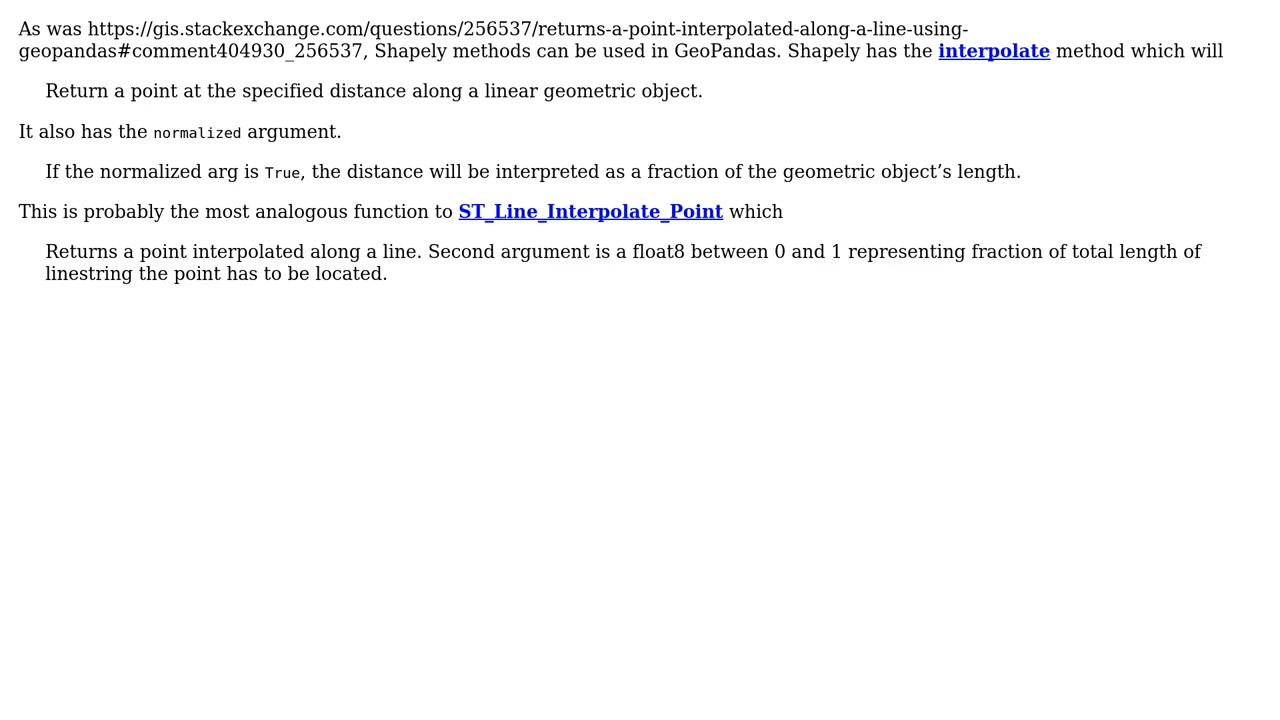 As was https://gis.stackexchange.com/questions/256537/returns-a-point-interpolated-along-a-line-using-
geopandas#comment404930_256537, Shapely methods can be used in GeoPandas. Shapely has the interpolate method which will
Return a point at the specified distance along a linear geometric object.
It also has the normalized argument.
If the normalized arg is True, the distance will be interpreted as a fraction of the geometric object’s length.
This is probably the most analogous function to ST_Line_Interpolate_Point which
Returns a point interpolated along a line. Second argument is a float8 between 0 and 1 representing fraction of total length of
linestring the point has to be located.